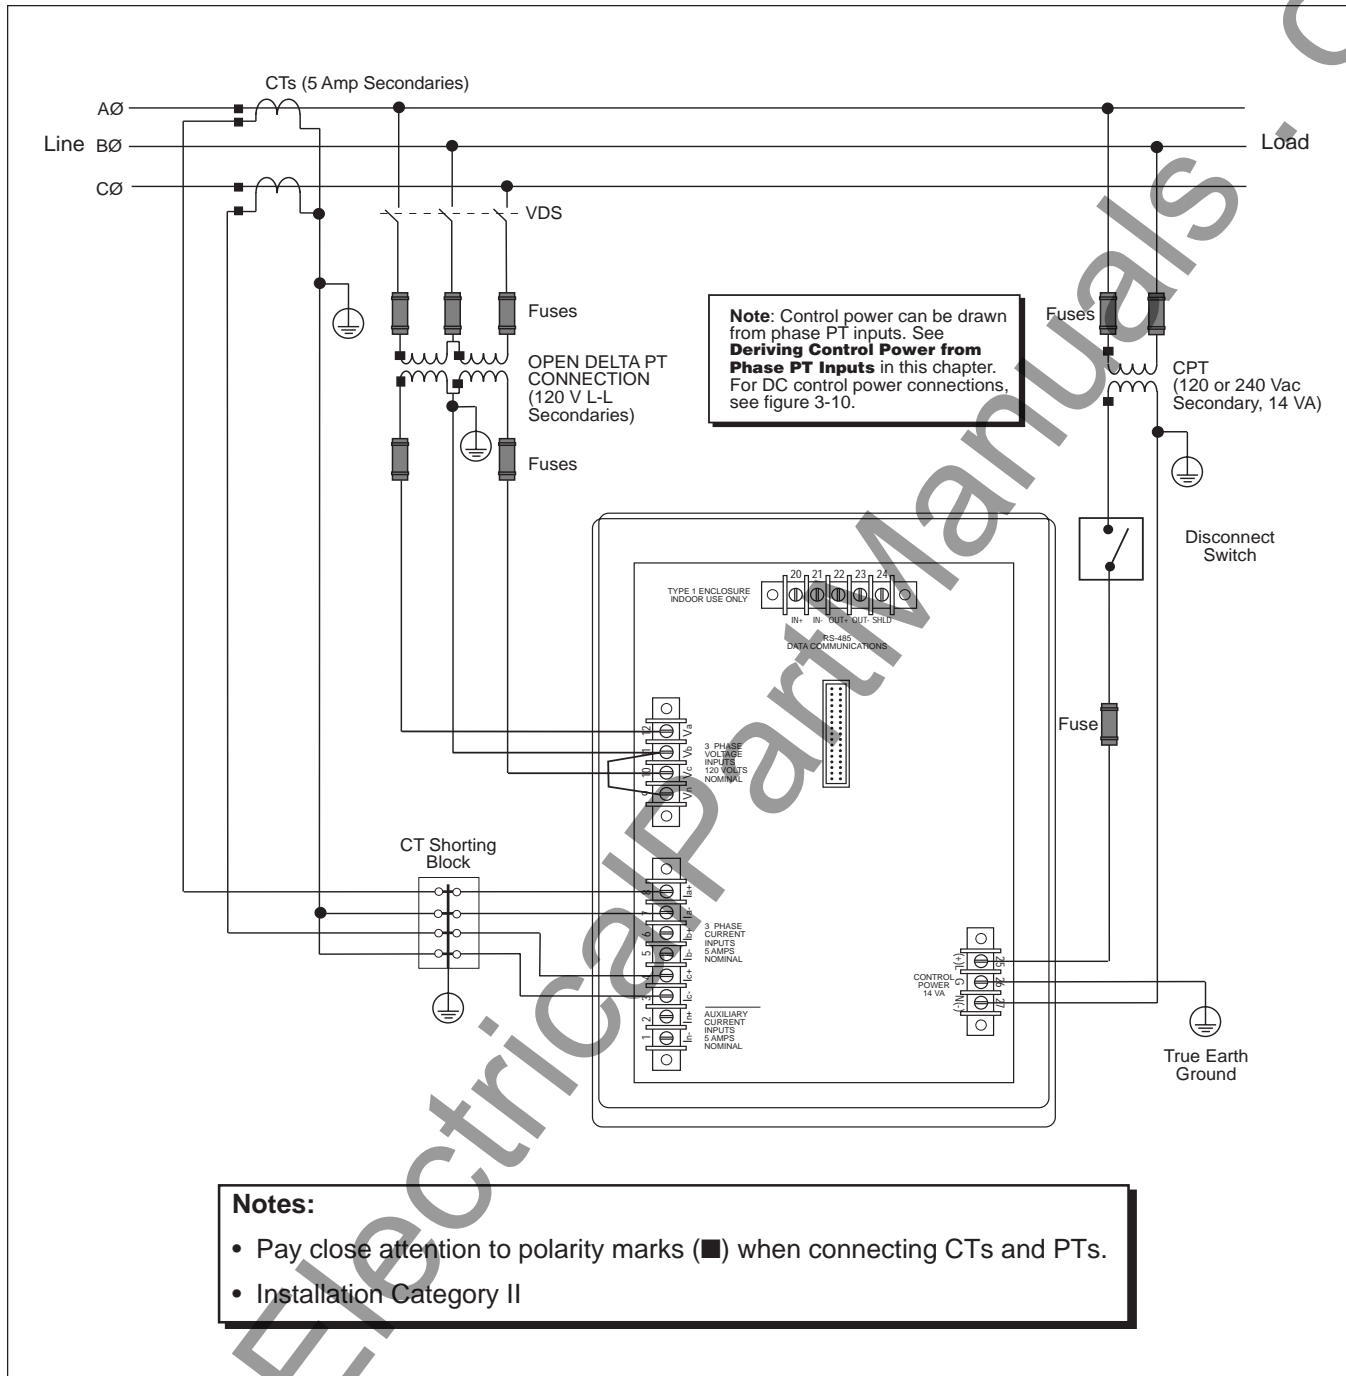 CTs (5 Amp Secondaries)
AØ
Line BØ
Load
CØ
VDS
Fuses
OPEN DELTA PT
CONNECTION
(120 V L-L
Secondaries)
Fuses
Note: Control power can be drawn
from phase PT inputs. See
Deriving Control Power from
Phase PT Inputs in this chapter.
For DC control power connections,
see figure 3-10.
Fuses
CPT
(120 or 240 Vac
Secondary, 14 VA)
Disconnect
Switch
Fuse
TYPE 1 ENCLOSURE
INDOOR USE ONLY
20 21 22 23 24
IN+ IN- OUT+ OUT- SHLD
RS-485
DATA COMMUNICATIONS
12 Va
11 Vb
10 Vc
9 Vn
3 PHASE
VOLTAGE
INPUTS
120 VOLTS
NOMINAL
CT Shorting
Block
8 Ia+
7 Ia-
6 Ib+
5 Ib-
4 Ic+
3 Ic-
2 In+
1 In-
3 PHASE
CURRENT
INPUTS
5 AMPS
NOMINAL
AUXILIARY
CURRENT
INPUTS
5 AMPS
NOMINAL
CONTROL
POWER
14 VA
(+)L 25
G 26
N(-) 27
True Earth
Ground
Notes:
• Pay close attention to polarity marks (■) when connecting CTs and PTs.
• Installation Category II
ElectricalPartManuals . c